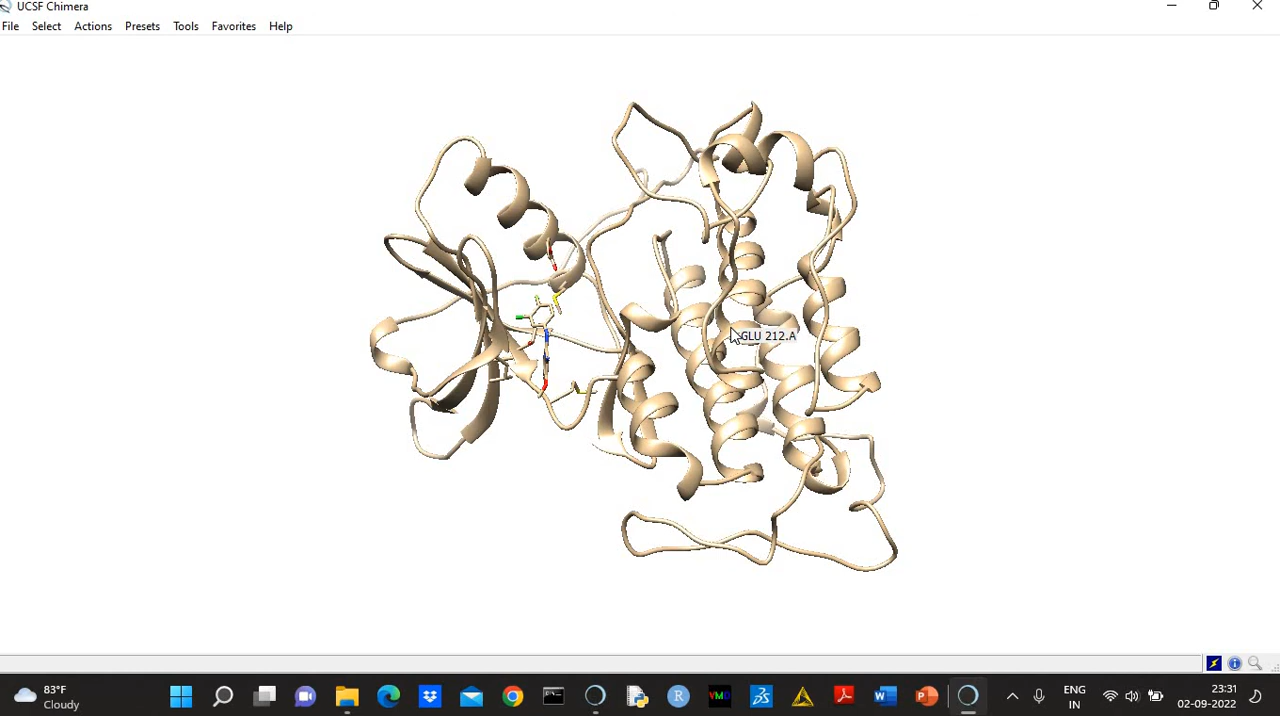 UCSF Chimera
File Select Actions Presets Tools Favorites Help
GLU 212.A
83°F
Cloudy
R
VMD
W
P
ENG
IN
23:31
02-09-2022